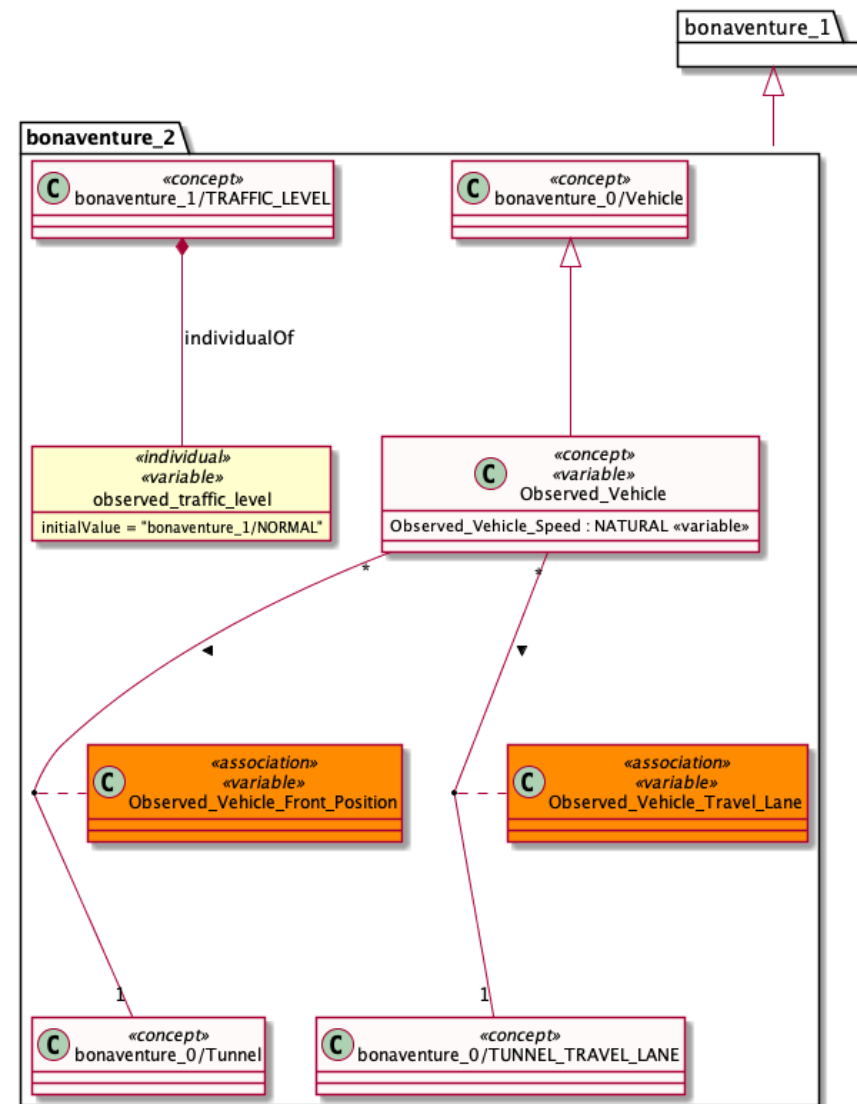 bonaventure_1
bonaventure_2
C
«concept»
bonaventure_1/TRAFFIC_LEVEL
C
«concept»
bonaventure_0/Vehicle
individualOf
«individual»
«variable»
observed_traffic_level
initialValue = "bonaventure_1/NORMAL"
C
«concept»
«variable»
Observed_Vehicle
Observed_Vehicle_Speed : NATURAL «variable»
*
*
C
«association»
«variable»
Observed_Vehicle_Front_Position
C
«association»
«variable»
Observed_Vehicle_Travel_Lane
1
1
C
«concept»
bonaventure_0/Tunnel
C
«concept»
bonaventure_0/TUNNEL_TRAVEL_LANE